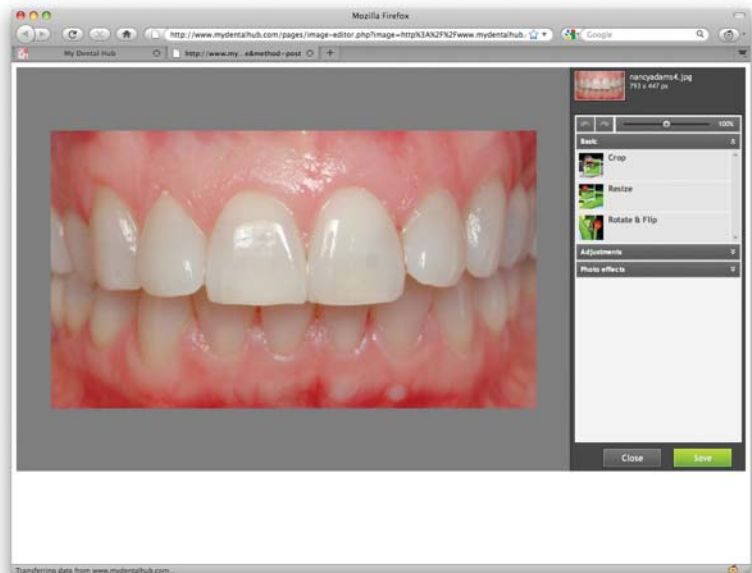 Mozilla Firefox
http://www.mydentalhub.com/pages/image-editor.php?image=http%3A%2F%2Fwww.mydentalhub.
Google
My Dental Hub
http://www.my...e&method=post
nancyadams4.jpg
793 x 447 px
100%
Basic
Crop
Resize
Rotate & Flip
Adjustments
Photo effects
Close
Save
Transferring data from www.mydentalhub.com...